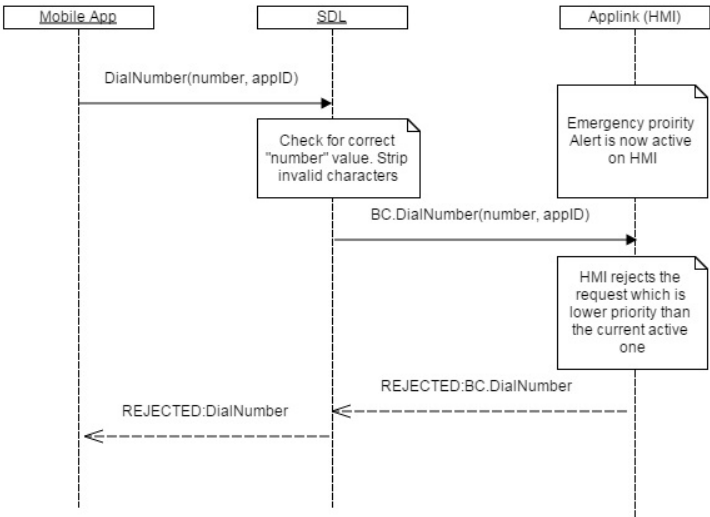 Mobile App
SDL
Applink (HMI)
DialNumber(number, appID)
Check for correct
"number" value. Strip
invalid characters
Emergency proirity
Alert is now active
on HMI
BC.DialNumber(number, appID)
HMI rejects the
request which is
lower priority than
the current active
one
REJECTED:BC.DialNumber
REJECTED:DialNumber